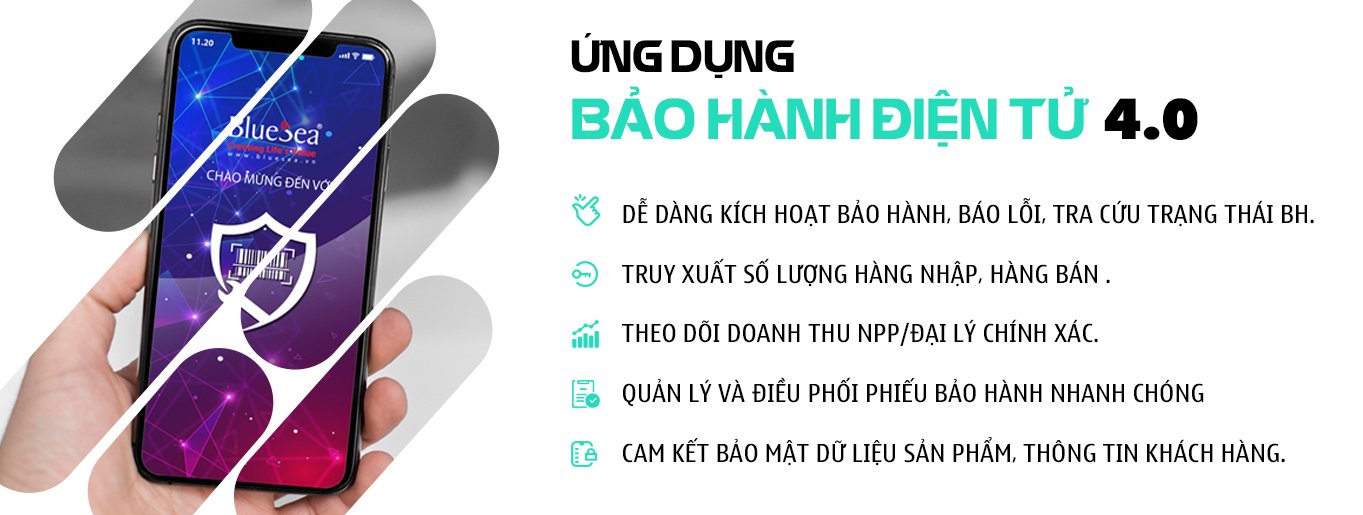 11.20
BlueSea®
Creating Life's Value
www.bluesea.vn
CHÀO MỪNG ĐẾN VỚI
ỨNG DỤNG
BẢO HÀNH ĐIỆN TỬ 4.0
DỄ DÀNG KÍCH HOẠT BẢO HÀNH, BÁO LỖI, TRA CỨU TRẠNG THÁI BH.
TRUY XUẤT SỐ LƯỢNG HÀNG NHẬP, HÀNG BÁN .
THEO DÕI DOANH THU NPP/ĐẠI LÝ CHÍNH XÁC.
QUẢN LÝ VÀ ĐIỀU PHỐI PHIẾU BẢO HÀNH NHANH CHÓNG
CAM KẾT BẢO MẬT DỮ LIỆU SẢN PHẨM, THÔNG TIN KHÁCH HÀNG.